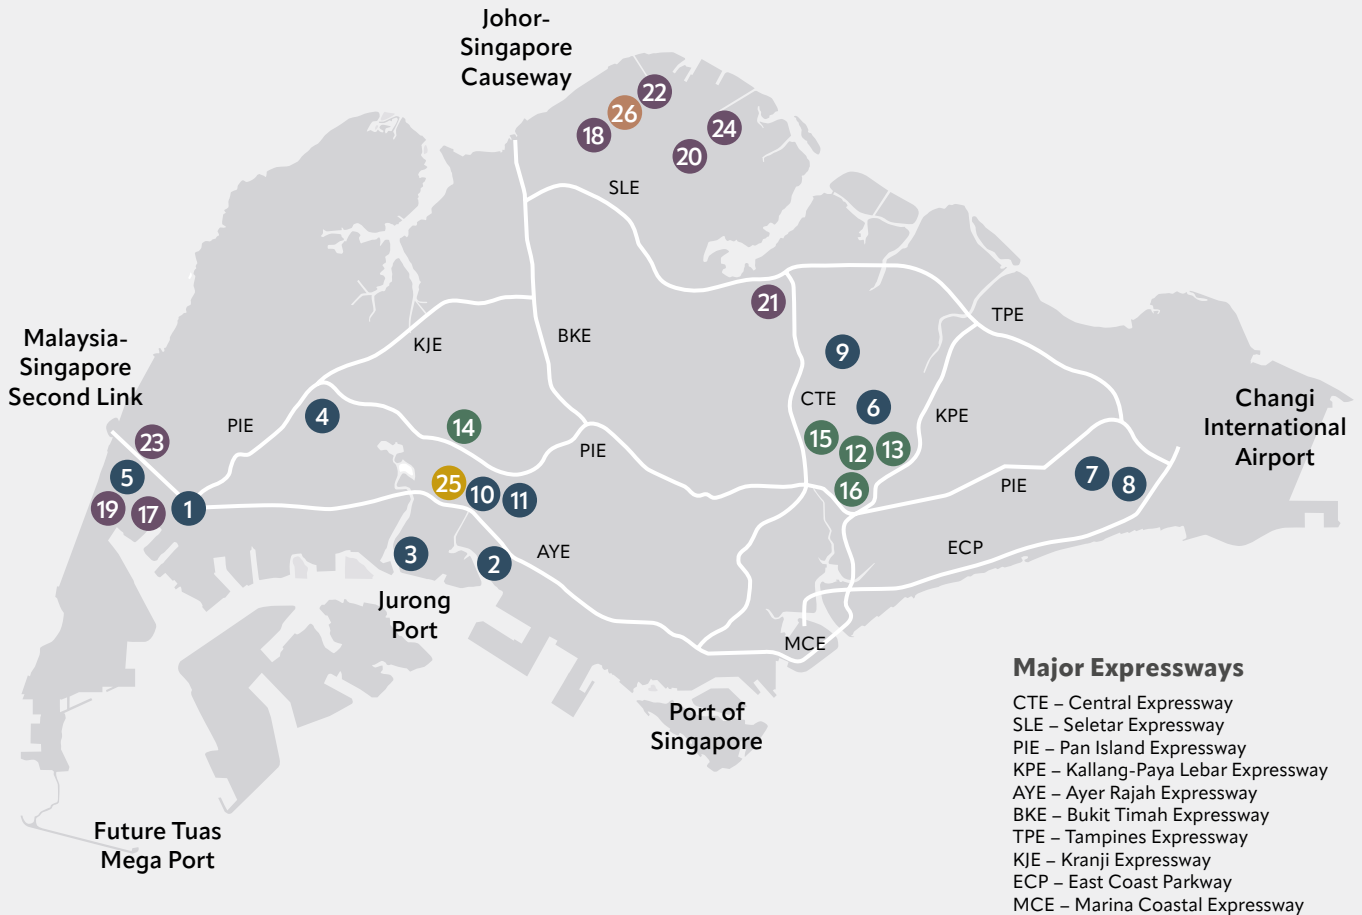 Johor-
Singapore
Causeway
22
26
18
24
20
SLE
21
TPE
Malaysia-
Singapore
Second Link
KJE
BKE
9
CTE
6
KPE
Changi
International
Airport
PIE
4
14
23
5
19
17
1
25
10
11
PIE
15
12
13
16
PIE
7
8
3
2
AYE
ECP
Jurong
Port
MCE
Port of
Singapore
Future Tuas
Mega Port
Major Expressways
CTE – Central Expressway
SLE – Seletar Expressway
PIE – Pan Island Expressway
KPE – Kallang-Paya Lebar Expressway
AYE – Ayer Rajah Expressway
BKE – Bukit Timah Expressway
TPE – Tampines Expressway
KJE – Kranji Expressway
ECP – East Coast Parkway
MCE – Marina Coastal Expressway